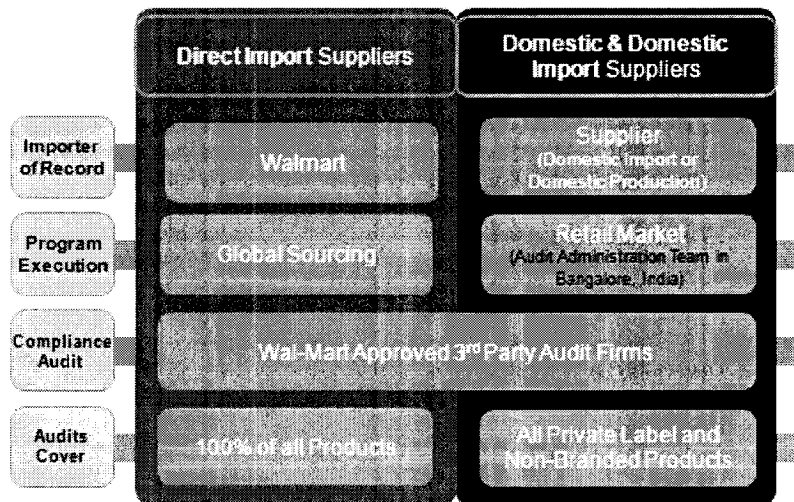 Direct Import Suppliers
Domestic & Domestic
Import Suppliers
Importer
of Record
Walmart
Supplier
(Domestic Import or
Domestic Production)
Program
Execution
Global Sourcing
Retail Market
(Audit Administration Team in
Bangalore, India)
Compliance
Audit
Wal-Mart Approved 3rd Party Audit Firms
Audits
Cover
100% of all Products
All Private Label and
Non-Branded Products